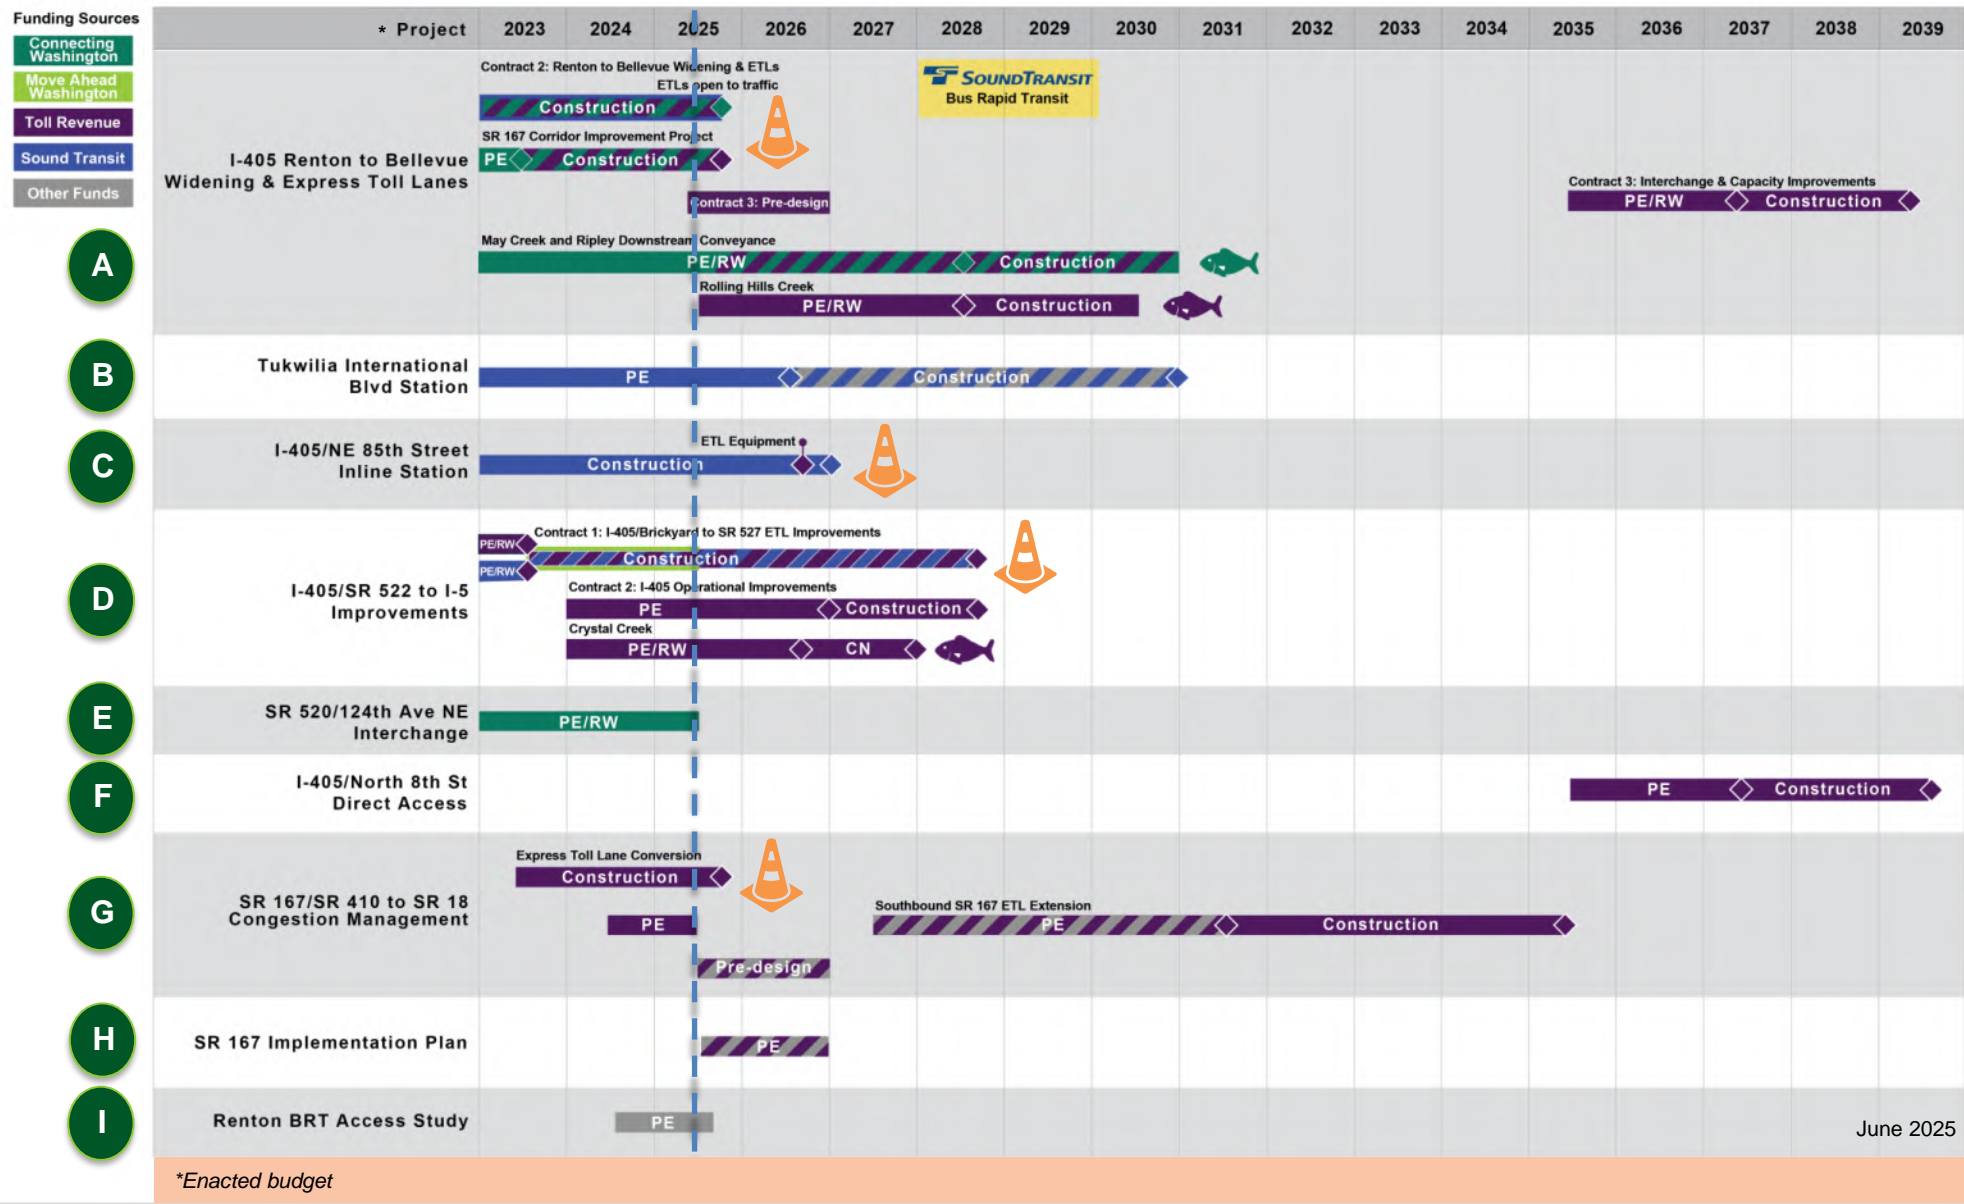 Funding Sources
Connecting
Washington
Move Ahead
Washington
Toll Revenue
Sound Transit
Other Funds
* Project 2023 2024 2025 2026 2027 2028 2029 2030 2031 2032 2033 2034 2035 2036 2037 2038 2039
A
I-405 Renton to Bellevue
Widening & Express Toll Lanes
Contract 2: Renton to Bellevue Widening & ETLs
ETLs open to traffic
Construction
SOUNDTRANSIT
Bus Rapid Transit
SR 167 Corridor Improvement Project
PE Construction
Contract 3: Pre-design
Contract 3: Interchange & Capacity Improvements
PE/RW Construction
May Creek and Ripley Downstream Conveyance
PE/RW Construction
Rolling Hills Creek
PE/RW Construction
B
Tukwilia International
Blvd Station
PE Construction
C
I-405/NE 85th Street
Inline Station
ETL Equipment
Construction
D
I-405/SR 522 to I-5
Improvements
Contract 1: I-405/Brickyard to SR 527 ETL Improvements
PE/RW
Construction
PE/RW
Contract 2: I-405 Operational Improvements
PE Construction
Crystal Creek
PE/RW CN
E
SR 520/124th Ave NE
Interchange
PE/RW
F
I-405/North 8th St
Direct Access
PE Construction
G
SR 167/SR 410 to SR 18
Congestion Management
Express Toll Lane Conversion
Construction
PE
Southbound SR 167 ETL Extension
PE Construction
Pre-design
H
SR 167 Implementation Plan
PE
I
Renton BRT Access Study
PE
June 2025
*Enacted budget